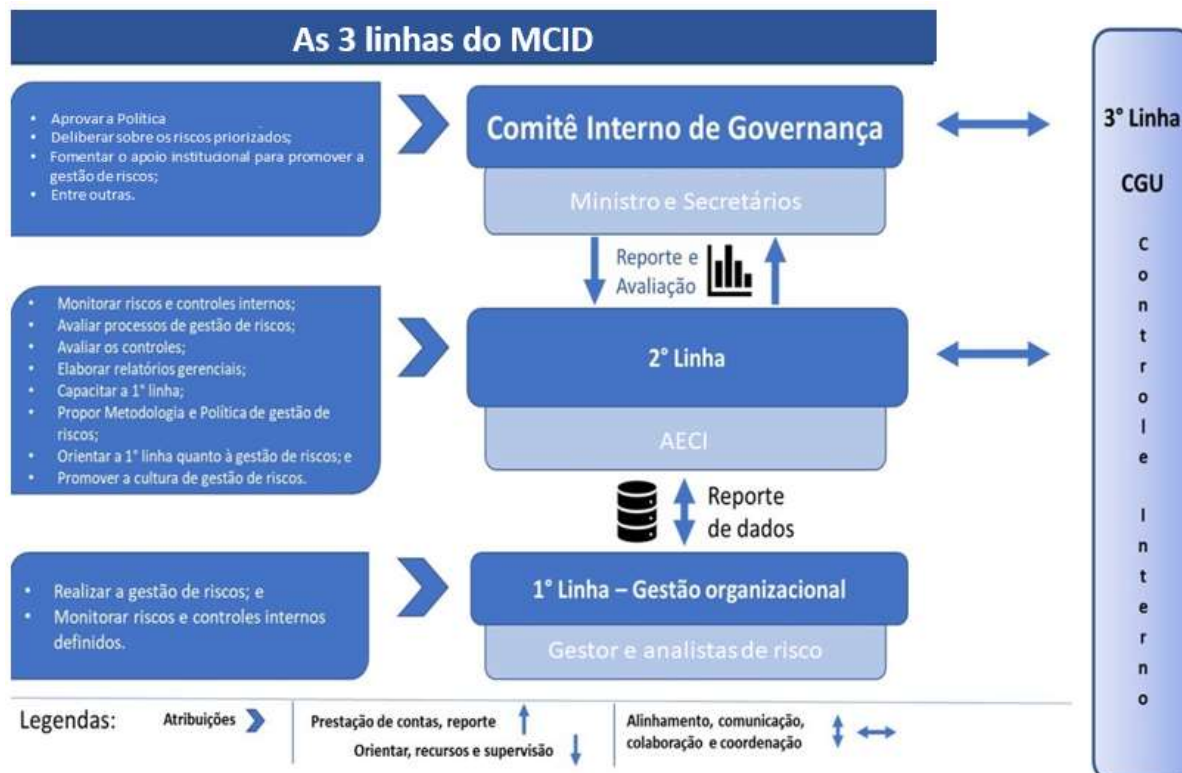 As 3 linhas do MCID
• Aprovar a Política
• Deliberar sobre os riscos priorizados;
• Fomentar o apoio institucional para promover a
gestão de riscos;
• Entre outras.
Comitê Interno de Governança
Ministro e Secretários
Reporte e
Avaliação
• Monitorar riscos e controles internos;
• Avaliar processos de gestão de riscos;
• Avaliar os controles;
• Elaborar relatórios gerenciais;
• Capacitar a 1° linha;
• Propor Metodologia e Política de gestão de
riscos;
• Orientar a 1° linha quanto à gestão de riscos; e
• Promover a cultura de gestão de riscos.
2° Linha
AECI
Reporte
de dados
• Realizar a gestão de riscos; e
• Monitorar riscos e controles internos
definidos.
1° Linha – Gestão organizacional
Gestor e analistas de risco
3° Linha
CGU
C
o
n
t
r
o
l
e
I
n
t
e
r
n
o
Legendas:
Atribuições
Prestação de contas, reporte
Orientar, recursos e supervisão
Alinhamento, comunicação,
colaboração e coordenação